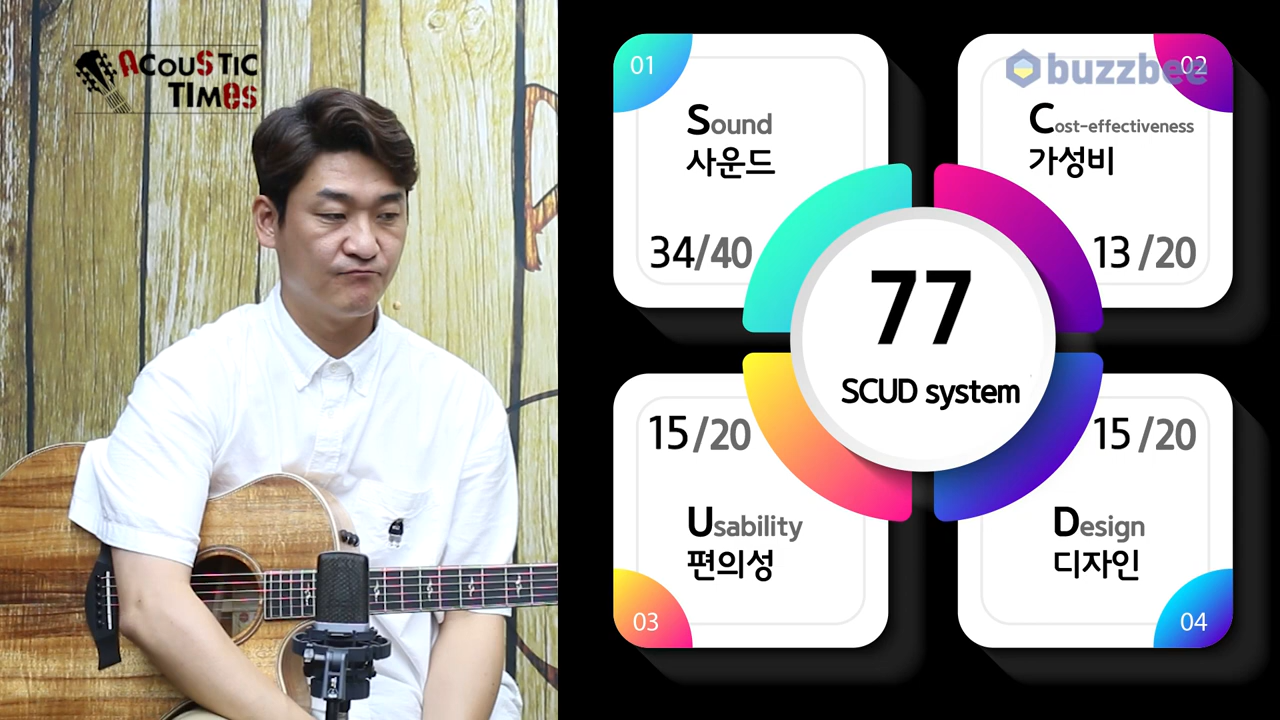 ACOUSTIC
TIMES
01
Sound
사운드
34/40
buzzbee
02
Cost-effectiveness
가성비
13/20
77
SCUD system
15/20
Usability
편의성
03
15/20
Design
디자인
04